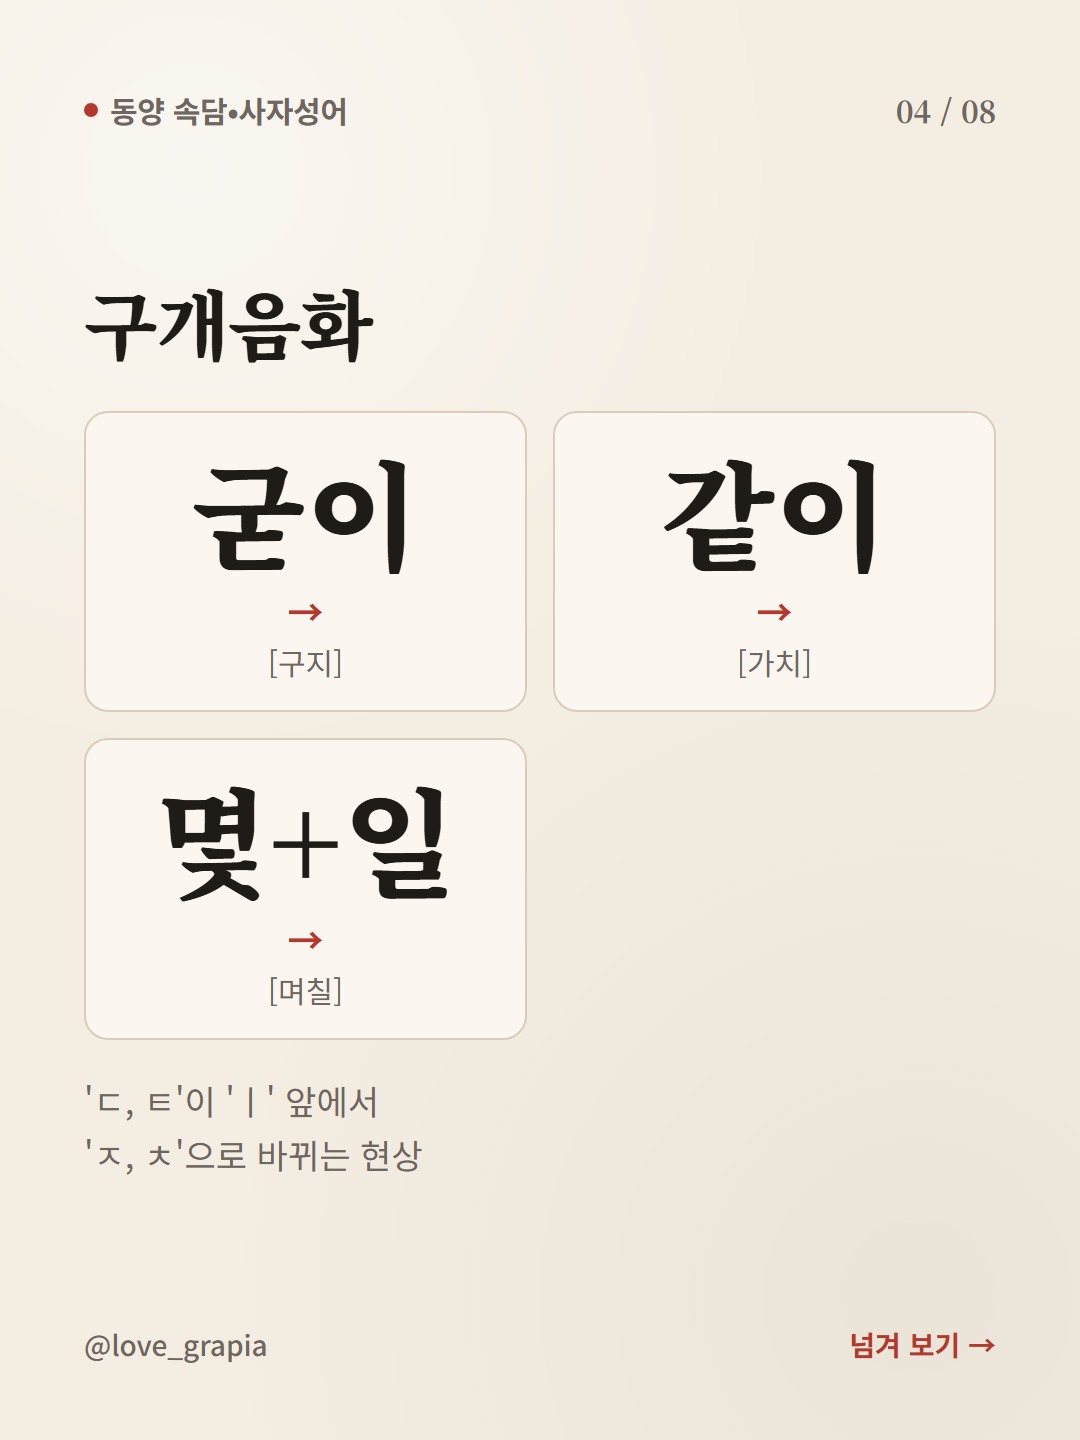 동양 속담•사자성어
04 / 08
구개음화
굳이
→
[구지]
같이
→
[가치]
몇+일
→
[며칠]
'ㄷ, ㅌ'이 'ㅣ' 앞에서
'ㅈ, ㅊ'으로 바뀌는 현상
@love_grapia
넘겨 보기 →